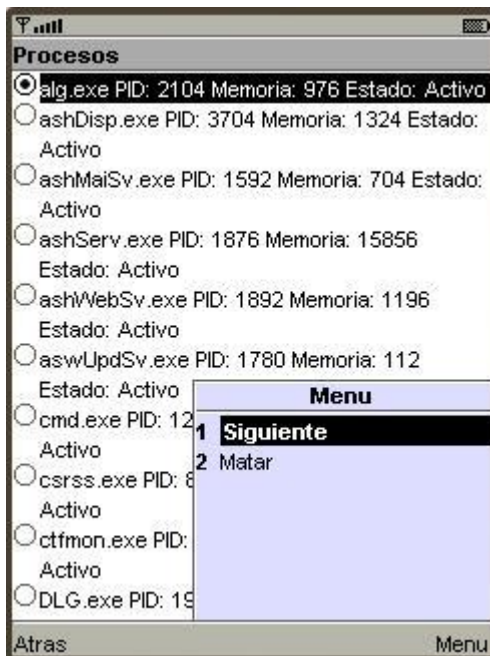 Procesos
alg.exe PID: 2104 Memoria: 976 Estado: Activo
ashDisp.exe PID: 3704 Memoria: 1324 Estado:
Activo
ashMaiSv.exe PID: 1592 Memoria: 704 Estado:
Activo
ashServ.exe PID: 1876 Memoria: 15856
Estado: Activo
ashWebSv.exe PID: 1892 Memoria: 1196
Estado: Activo
aswUpdSv.exe PID: 1780 Memoria: 112
Estado: Activo
cmd.exe PID: 12
Activo
csrss.exe PID: 8
Activo
ctfmon.exe PID:
Activo
DLG.exe PID: 19
Menu
1 Siguiente
2 Matar
Atras
Menu